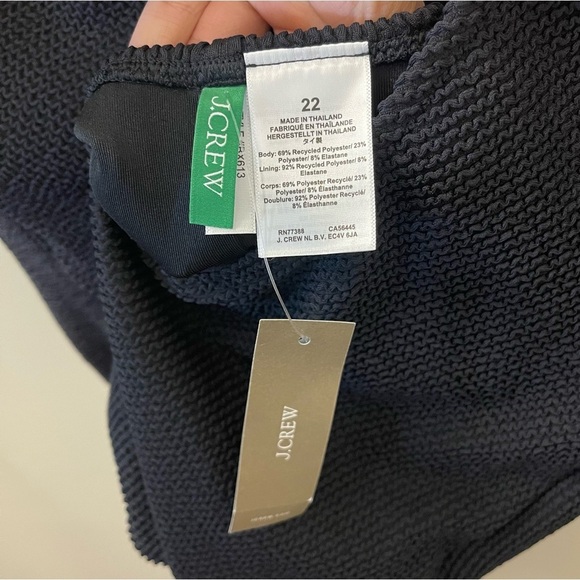 22
MADE IN THAILAND
FABRIQUÉ EN THAÏLANDE
HERGESTELLT IN THAILAND
タイ製
Body: 69% Recycled Polyester/ 23%
Polyester/ 8% Elastane
Lining: 92% Recycled Polyester/ 8%
Elastane
Corps: 69% Polyester Recyclé/ 23%
Polyester/ 8% Élasthanne
Doublure: 92% Polyester Recyclé/
8% Élasthanne
RN77388 CA56445
J. CREW NL B.V. EC4V 6JA
J.CREW
J.CREW